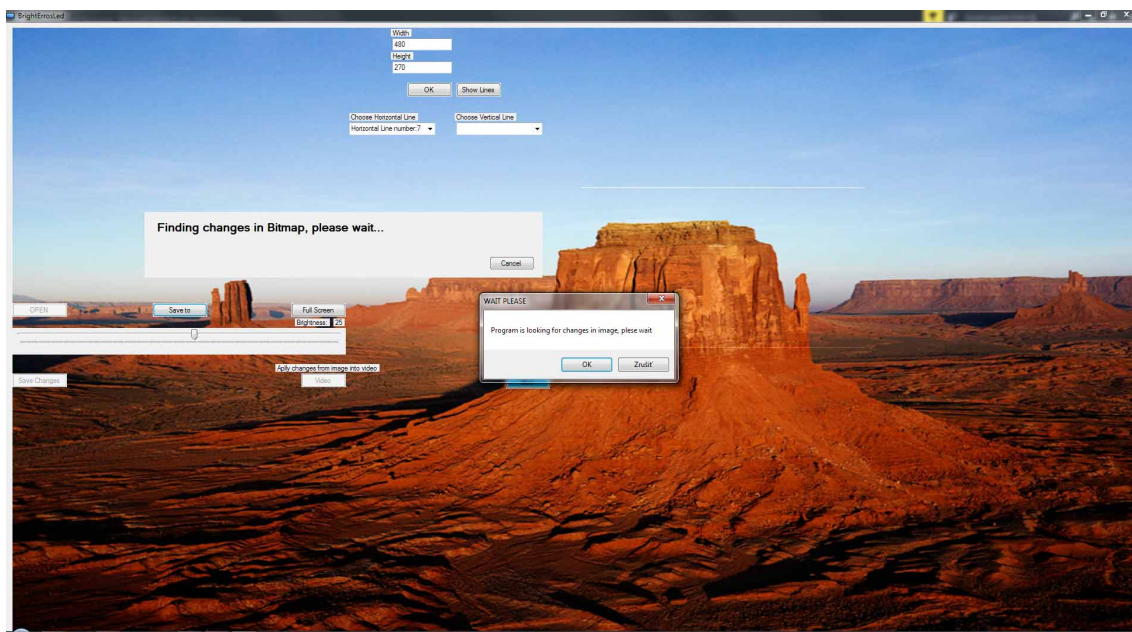 BrightErrosLed
Width
480
Height
270
OK
Show Lines
Choose Horizontal Line
Choose Vertical Line
Horizontal Line number:7
Finding changes in Bitmap, please wait...
Cancel
OPEN
Save to
Full Screen
Brightness: 25
WAIT PLEASE
Program is looking for changes in image, plese wait
OK
Zrušiť
Aplly changes from image into video
Save Changes
Video